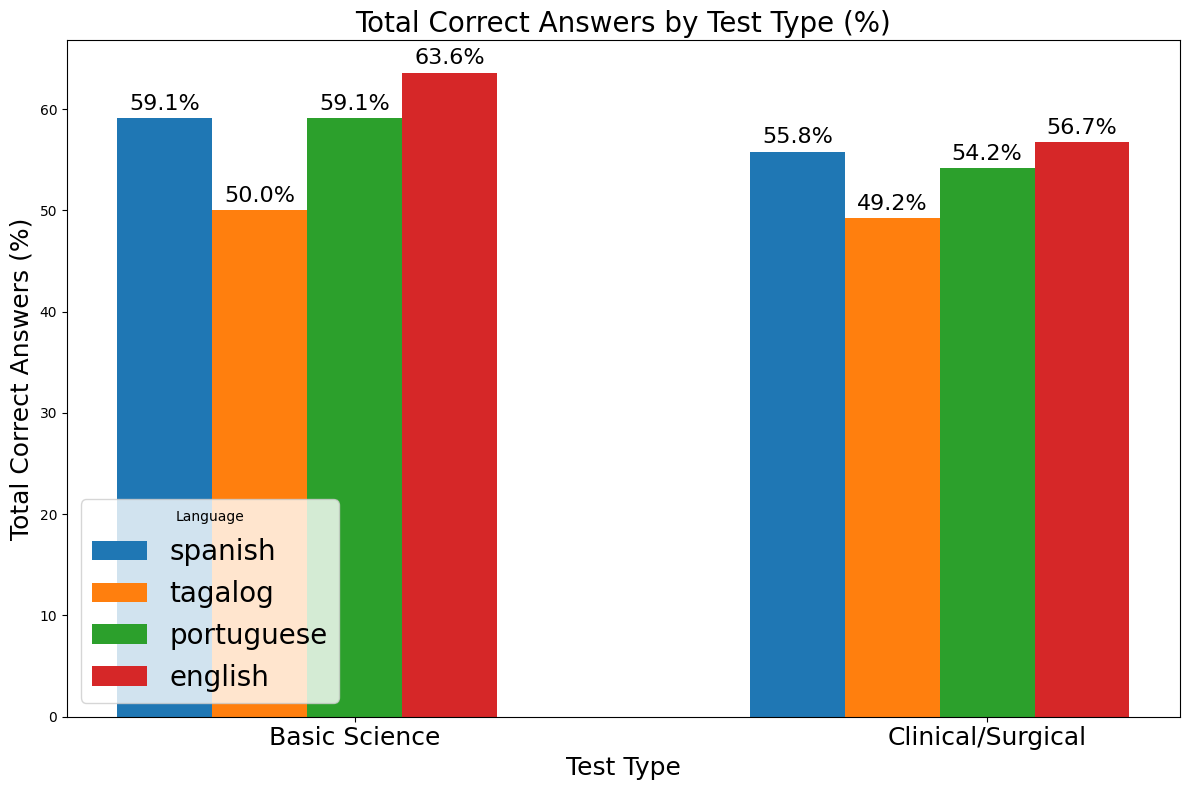 Total Correct Answers by Test Type (%)
63.6%
59.1%
59.1%
50.0%
56.7%
55.8%
54.2%
49.2%
Total Correct Answers (%)
60
50
40
30
20
10
0
Language
spanish
tagalog
portuguese
english
Basic Science
Clinical/Surgical
Test Type